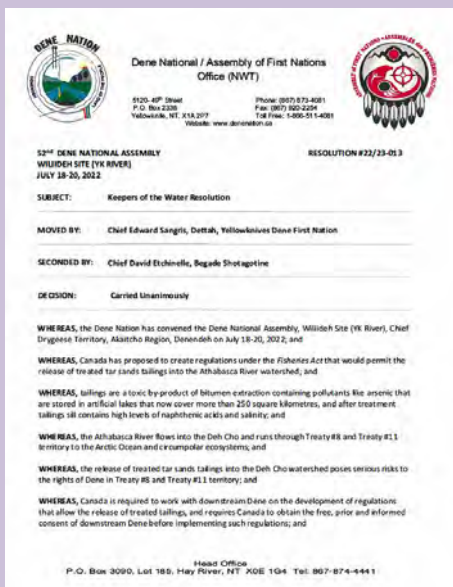 DENE NATION
ASSEMBLY OF FIRST NATIONS
Dene National / Assembly of First Nations
Office (NWT)
5120-49th Street
P.O. Box 2338
Yellowknife, NT, X1A 2P7
Phone: (867) 873-4081
Fax: (867) 920-2254
Toll Free: 1-866-511-4081
Website: www.denenation.ca
52ND DENE NATIONAL ASSEMBLY
WILIIDEH SITE (YK RIVER)
JULY 18-20, 2022
RESOLUTION #22/23-013
SUBJECT: Keepers of the Water Resolution
MOVED BY: Chief Edward Sangris, Dettah, Yellowknives Dene First Nation
SECONDED BY: Chief David Etchinelle, Begade Shotagotine
DECISION: Carried Unanimously
WHEREAS, the Dene Nation has convened the Dene National Assembly, Wiliideh Site (YK River), Chief
Drygeese Territory, Akaitcho Region, Denendeh on July 18-20, 2022; and
WHEREAS, Canada has proposed to create regulations under the Fisheries Act that would permit the
release of treated tar sands tailings into the Athabasca River watershed; and
WHEREAS, tailings are a toxic by-product of bitumen extraction containing pollutants like arsenic that
are stored in artificial lakes that now cover more than 250 square kilometres, and after treatment
tailings sill contains high levels of naphthenic acids and salinity; and
WHEREAS, the Athabasca River flows into the Deh Cho and runs through Treaty #8 and Treaty #11
territory to the Arctic Ocean and circumpolar ecosystems; and
WHEREAS, the release of treated tar sands tailings into the Deh Cho watershed poses serious risks to
the rights of Dene in Treaty #8 and Treaty #11 territory; and
WHEREAS, Canada is required to work with downstream Dene on the development of regulations
that allow the release of treated tailings, and requires Canada to obtain the free, prior and informed
consent of downstream Dene before implementing such regulations; and
Head Office
P.O. Box 3090, Lot 185, Hay River, NT X0E 1G4 Tel: 867-874-4441